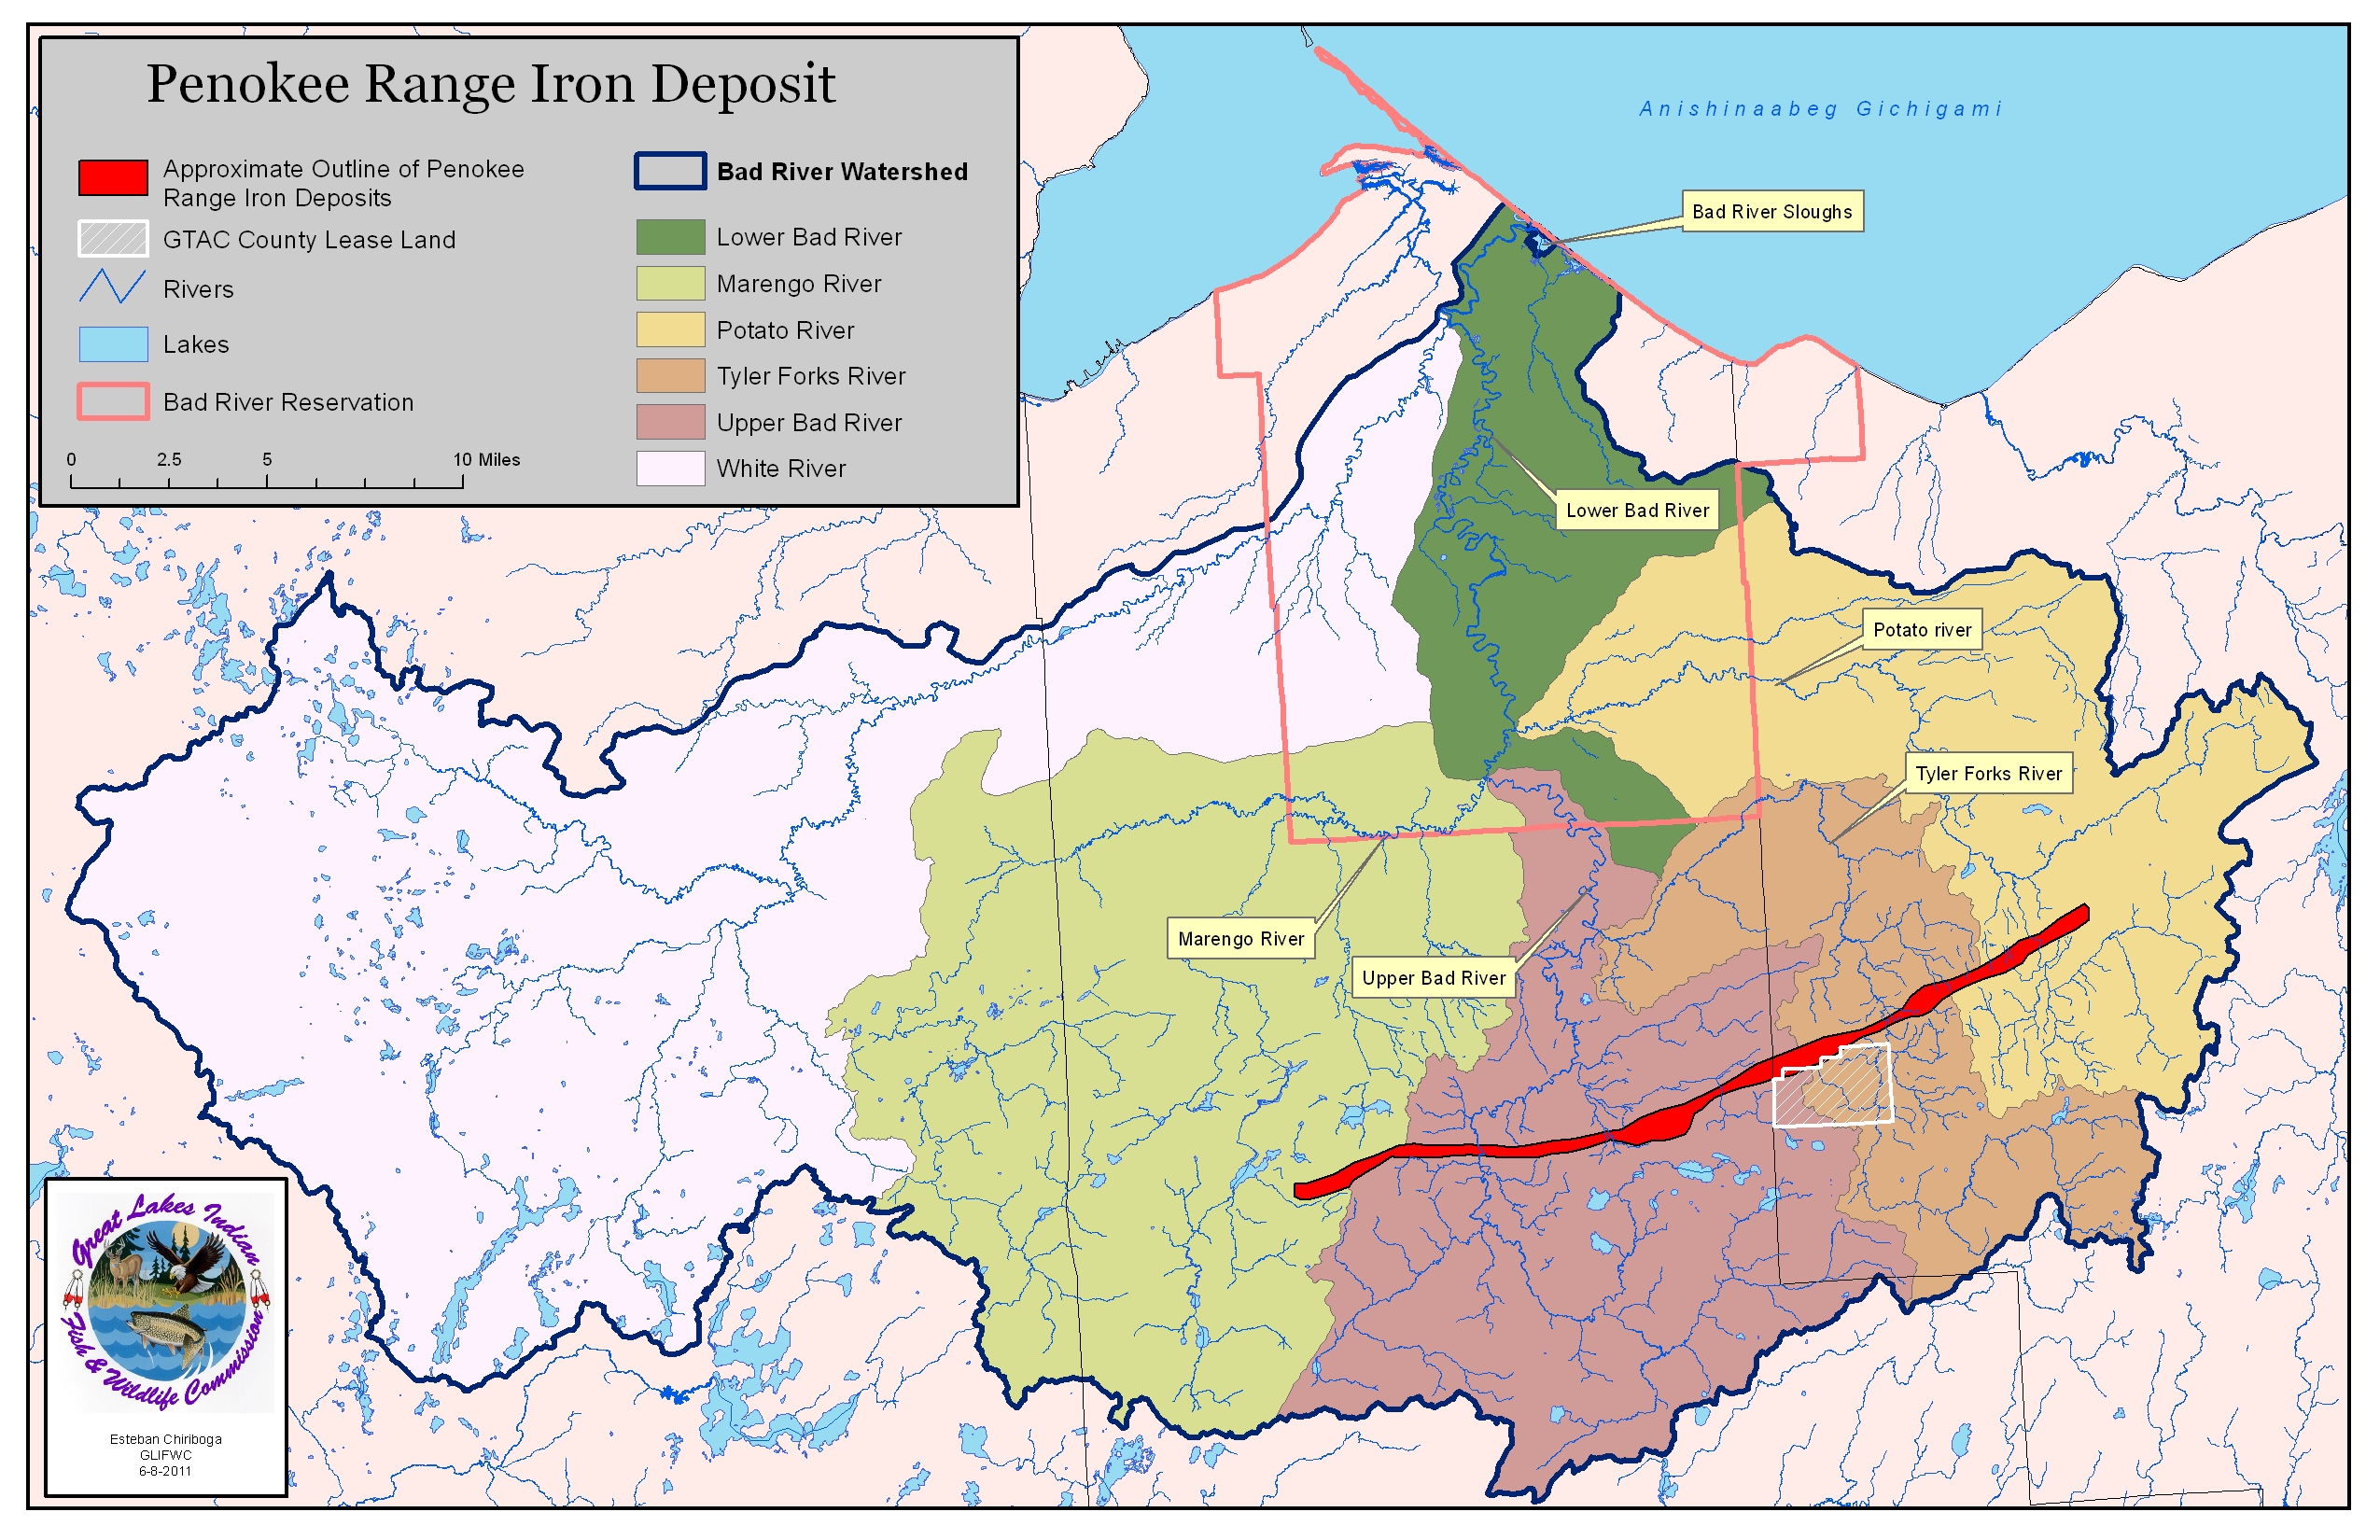 Penokee Range Iron Deposit
Approximate Outline of Penokee
Range Iron Deposits
GTAC County Lease Land
Rivers
Lakes
Bad River Reservation
0 2.5 5 10 Miles
Bad River Watershed
Lower Bad River
Marengo River
Potato River
Tyler Forks River
Upper Bad River
White River
Anishinaabeg Gichigami
Bad River Sloughs
Lower Bad River
Potato river
Tyler Forks River
Marengo River
Upper Bad River
Great Lakes Indian
Fish & Wildlife Commission
Esteban Chiriboga
GLIFWC
6-8-2011